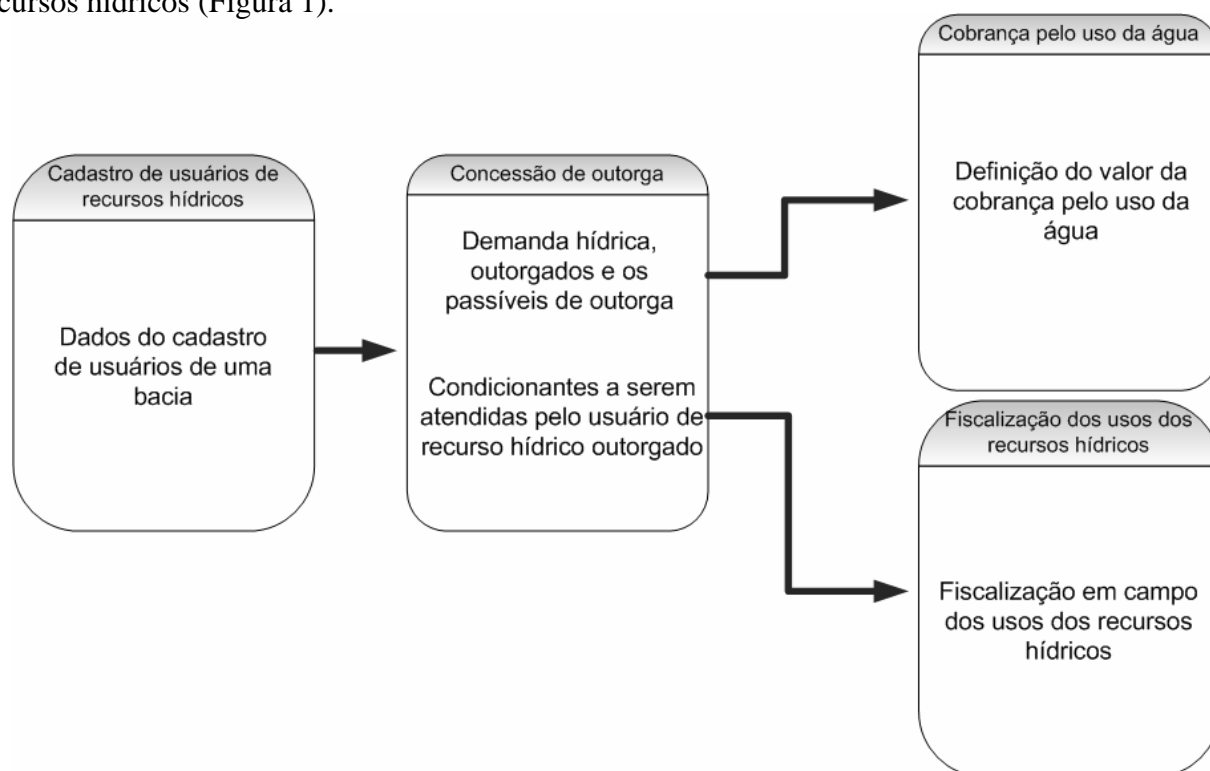 recursos hídricos (Figura 1).
Cadastro de usuários de
recursos hídricos
Dados do cadastro
de usuários de uma
bacia
Concessão de outorga
Demanda hídrica,
outorgados e os
passíveis de outorga
Condicionantes a serem
atendidas pelo usuário de
recurso hídrico outorgado
Cobrança pelo uso da água
Definição do valor da
cobrança pelo uso da
água
Fiscalização dos usos dos
recursos hídricos
Fiscalização em campo
dos usos dos recursos
hídricos